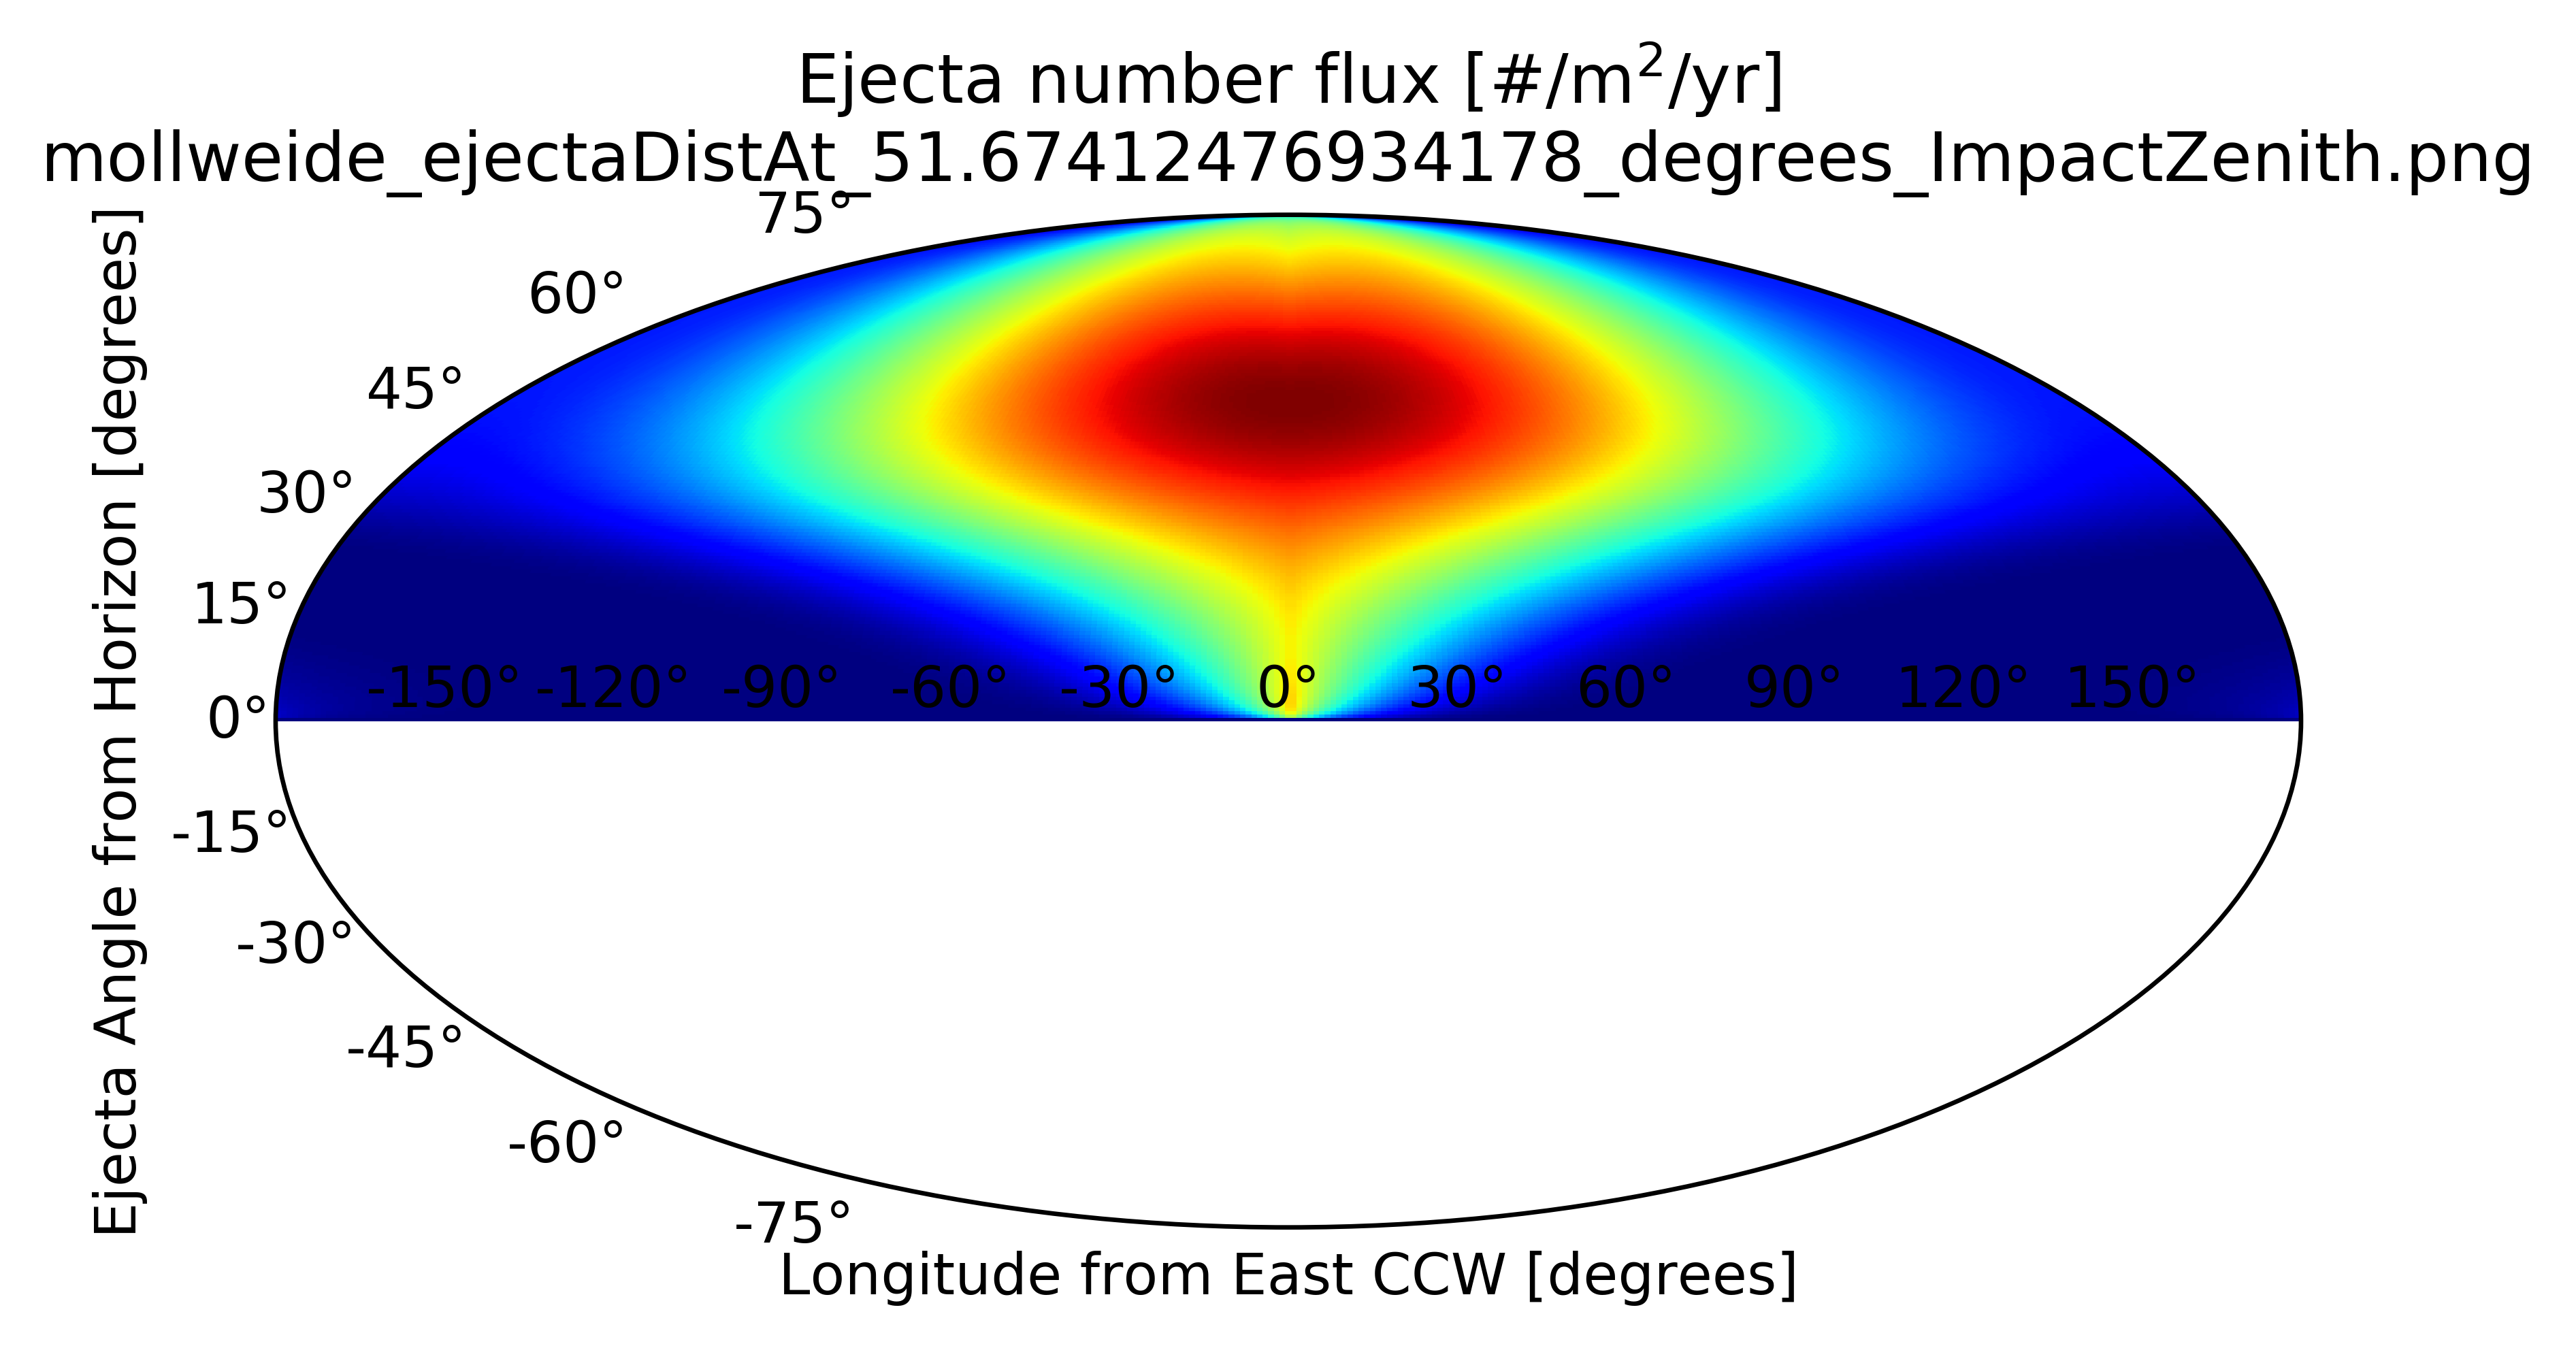 Ejecta number flux [#/m²/yr]
mollweide_ejectaDistAt_51.67412476934178_degrees_ImpactZenith.png
Ejecta Angle from Horizon [degrees]
75°
60°
45°
30°
15°
0°
-15°
-30°
-45°
-60°
-75°
-150° -120° -90° -60° -30° 0° 30° 60° 90° 120° 150°
Longitude from East CCW [degrees]